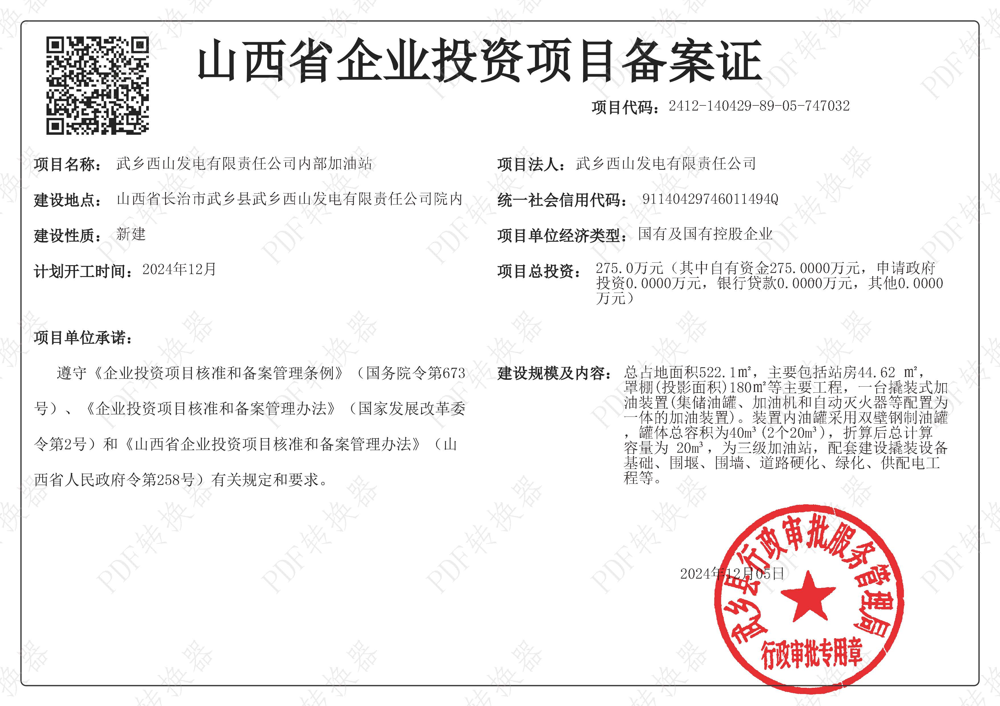 山西省企业投资项目备案证
项目代码：2412-140429-89-05-747032
项目名称： 武乡西山发电有限责任公司内部加油站
项目法人： 武乡西山发电有限责任公司
建设地点： 山西省长治市武乡县武乡西山发电有限责任公司院内
统一社会信用代码： 91140429746011494Q
建设性质： 新建
项目单位经济类型： 国有及国有控股企业
计划开工时间： 2024年12月
项目总投资： 275.0万元（其中自有资金275.0000万元，申请政府
投资0.0000万元，银行贷款0.0000万元，其他0.0000
万元）
项目单位承诺：
遵守《企业投资项目核准和备案管理条例》（国务院令第673
号）、《企业投资项目核准和备案管理办法》（国家发展改革委
令第2号）和《山西省企业投资项目核准和备案管理办法》（山
西省人民政府令第258号）有关规定和要求。
建设规模及内容： 总占地面积522.1㎡，主要包括站房44.62 ㎡，
罩棚(投影面积)180㎡等主要工程，一台撬装式加
油装置(集储油罐、加油机和自动灭火器等配置为
一体的加油装置)。装置内油罐采用双壁钢制油罐
，罐体总容积为40m³(2个20m³)，折算后总计算
容量为 20m³，为三级加油站，配套建设撬装设备
基础、围堰、围墙、道路硬化、绿化、供配电工
程等。
武乡县行政审批服务管理局
2024年12月05日
行政审批专用章
PDF转换器